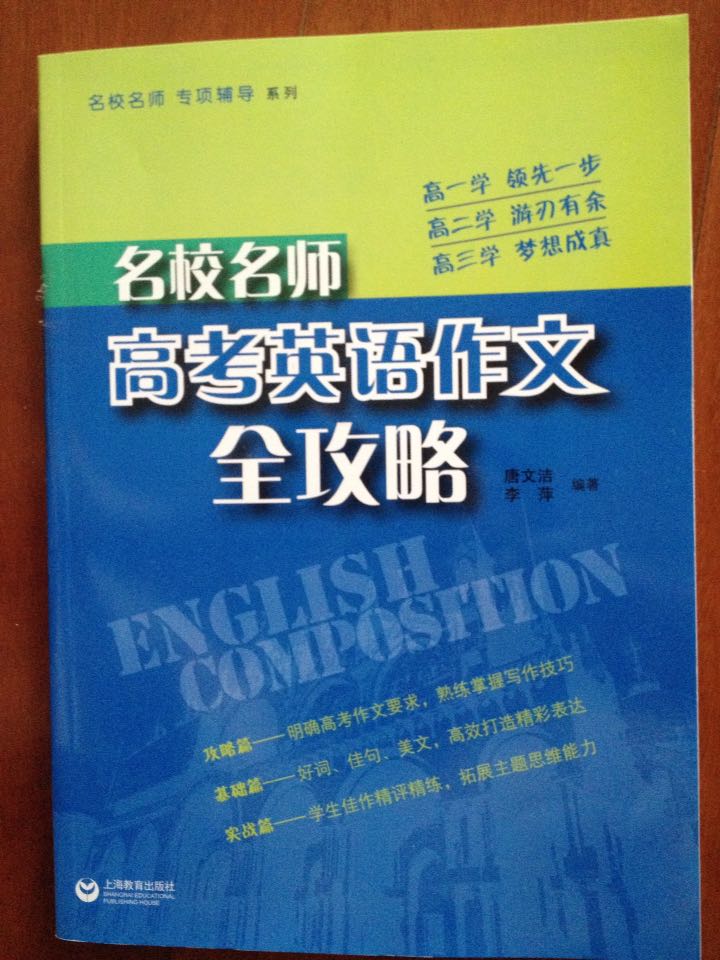 名校名师 专项辅导 系列
高一学 领先一步
高二学 游刃有余
高三学 梦想成真
名校名师
高考英语作文
全攻略
唐文洁
李 萍 编著
ENGLISH
COMPOSITION
攻略篇——明确高考作文要求，熟练掌握写作技巧
基础篇——好词、佳句、美文，高效打造精彩表达
实战篇——学生佳作精评精练，拓展主题思维能力
上海教育出版社
SHANGHAI EDUCATIONAL
PUBLISHING HOUSE